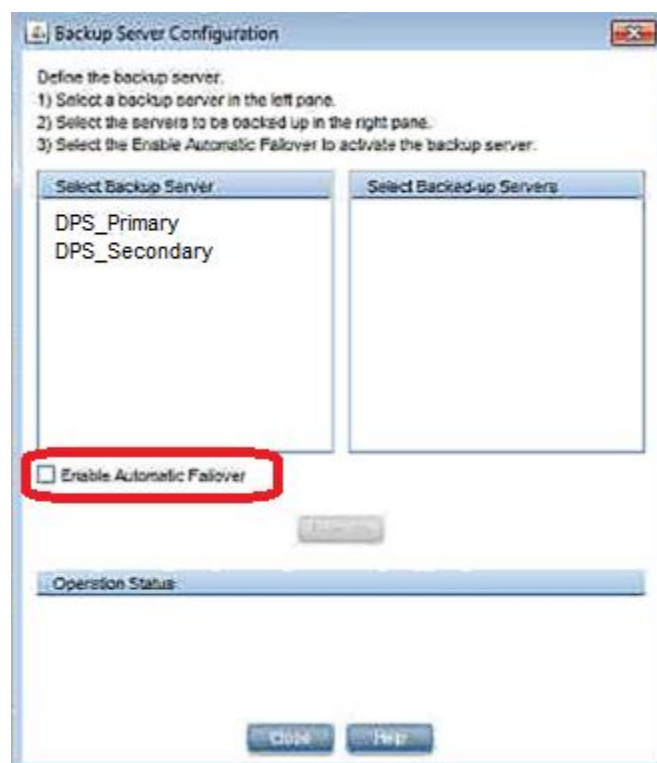 Backup Server Configuration
Define the backup server.
1) Select a backup server in the left pane.
2) Select the servers to be backed up in the right pane.
3) Select the Enable Automatic Failover to activate the backup server.
Select Backup Server
Select Backed-up Servers
DPS_Primary
DPS_Secondary
Enable Automatic Failover
Operation Status
Close
Help